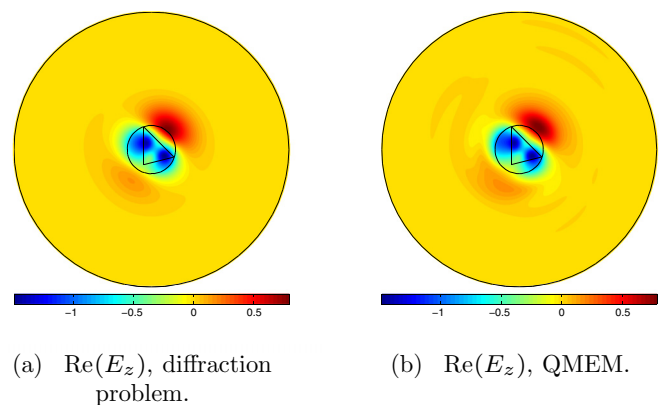 −1 −0.5 0 0.5
−1 −0.5 0 0.5
(a) Re(E_z), diffraction
problem.
(b) Re(E_z), QMEM.